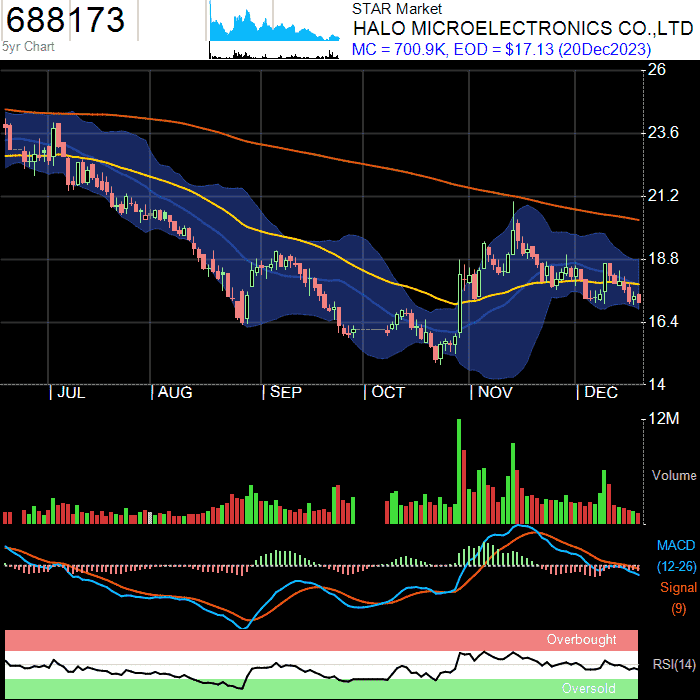 688173
5yr Chart
STAR Market
HALO MICROELECTRONICS CO.,LTD
MC = 700.9K, EOD = $17.13 (20Dec2023)
26
23.6
21.2
18.8
16.4
14
JUL AUG SEP OCT NOV DEC
12M
Volume
MACD
(12-26)
Signal
(9)
Overbought
RSI(14)
Oversold